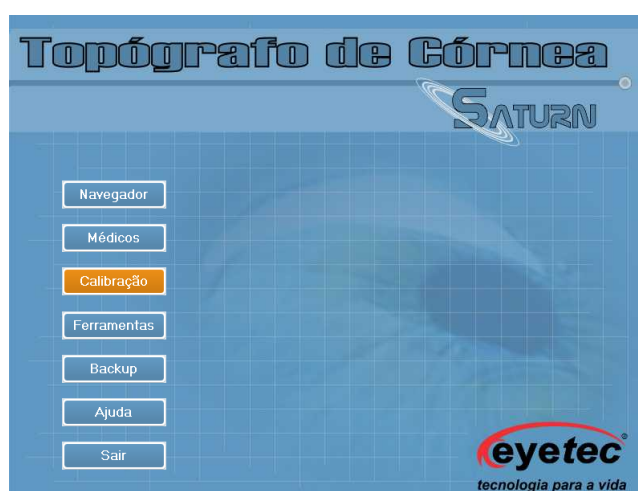 Topógrafo de Córnea
SATURN
Navegador
Médicos
Calibração
Ferramentas
Backup
Ajuda
Sair
eyetec®
tecnologia para a vida